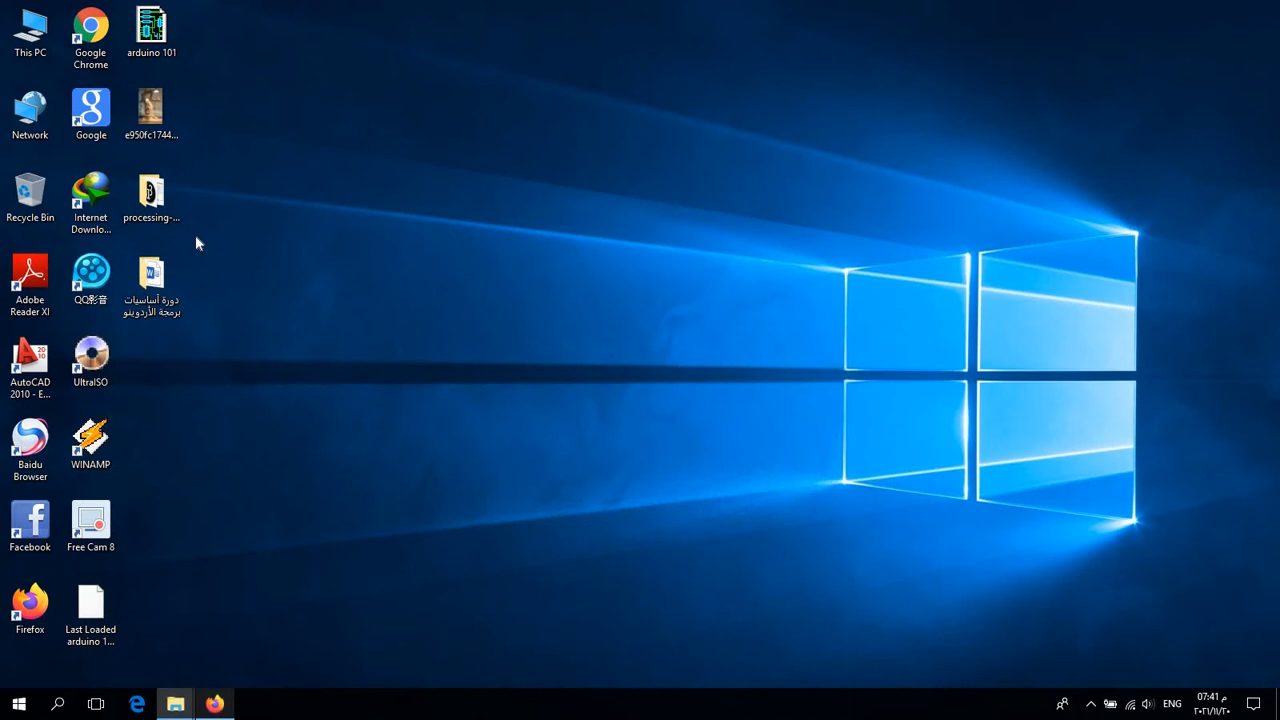 This PC
Google
Chrome
arduino 101
Network
Google
e950fc1744...
Recycle Bin
Internet
Downlo...
processing-...
Adobe
Reader XI
QQ影音
دورة أساسيات
برمجة الأردوينو
AutoCAD
2010 - E...
UltraISO
Baidu
Browser
WINAMP
Facebook
Free Cam 8
Firefox
Last Loaded
arduino 1...
ENG
07:41 م